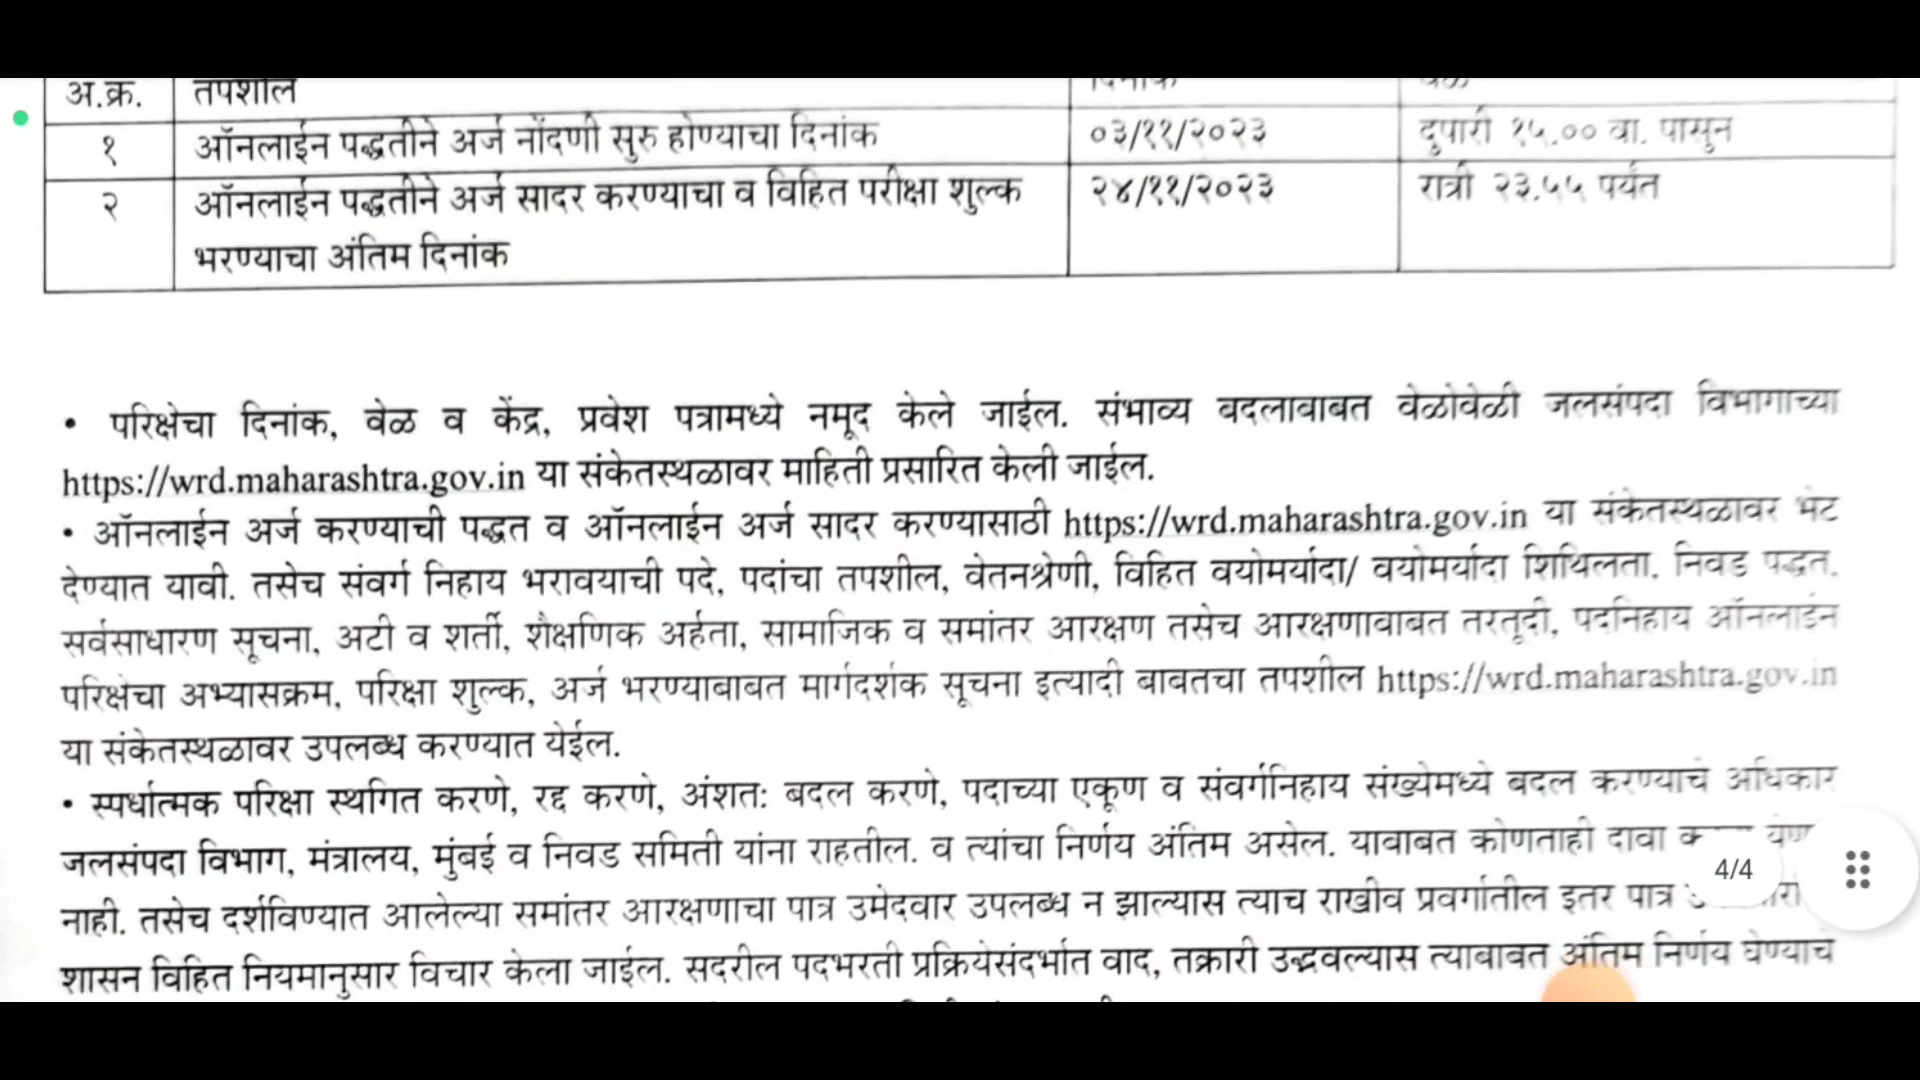 अ.क्र. तपशील दिनांक वेळ
१ ऑनलाईन पद्धतीने अर्ज नोंदणी सुरु होण्याचा दिनांक ०३/११/२०२३ दुपारी १५.०० वा. पासुन
२ ऑनलाईन पद्धतीने अर्ज सादर करण्याचा व विहित परीक्षा शुल्क २४/११/२०२३ रात्री २३.५५ पर्यंत
भरण्याचा अंतिम दिनांक
• परिक्षेचा दिनांक, वेळ व केंद्र, प्रवेश पत्रामध्ये नमूद केले जाईल. संभाव्य बदलाबाबत वेळोवेळी जलसंपदा विभागाच्या
https://wrd.maharashtra.gov.in या संकेतस्थळावर माहिती प्रसारित केली जाईल.
• ऑनलाईन अर्ज करण्याची पद्धत व ऑनलाईन अर्ज सादर करण्यासाठी https://wrd.maharashtra.gov.in या संकेतस्थळावर भेट
देण्यात यावी. तसेच संवर्ग निहाय भरावयाची पदे, पदांचा तपशील, वेतनश्रेणी, विहित वयोमर्यादा/ वयोमर्यादा शिथिलता. निवड पद्धत.
सर्वसाधारण सूचना, अटी व शर्ती, शैक्षणिक अर्हता, सामाजिक व समांतर आरक्षण तसेच आरक्षणाबाबत तरतूदी, पदनिहाय ऑनलाईन
परिक्षेचा अभ्यासक्रम, परिक्षा शुल्क, अर्ज भरण्याबाबत मार्गदर्शक सूचना इत्यादी बाबतचा तपशील https://wrd.maharashtra.gov.in
या संकेतस्थळावर उपलब्ध करण्यात येईल.
• स्पर्धात्मक परिक्षा स्थगित करणे, रद्द करणे, अंशत: बदल करणे, पदाच्या एकूण व संवर्गनिहाय संख्येमध्ये बदल करण्याचे अधिकार
जलसंपदा विभाग, मंत्रालय, मुंबई व निवड समिती यांना राहतील. व त्यांचा निर्णय अंतिम असेल. याबाबत कोणताही दावा
4/4
नाही. तसेच दर्शविण्यात आलेल्या समांतर आरक्षणाचा पात्र उमेदवार उपलब्ध न झाल्यास त्याच राखीव प्रवर्गातील इतर पात्र
शासन विहित नियमानुसार विचार केला जाईल. सदरील पदभरती प्रक्रियेसंदर्भात वाद, तक्रारी उद्भवल्यास त्याबाबत अंतिम निर्णय घेण्याचे